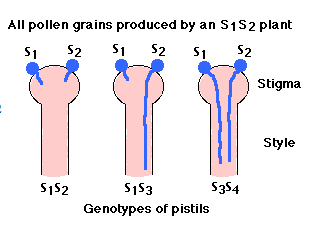 All pollen grains produced by an S1S2 plant
S1 S2 S1 S2 S1 S2
Stigma
Style
S1S2 S1S3 S3S4
Genotypes of pistils